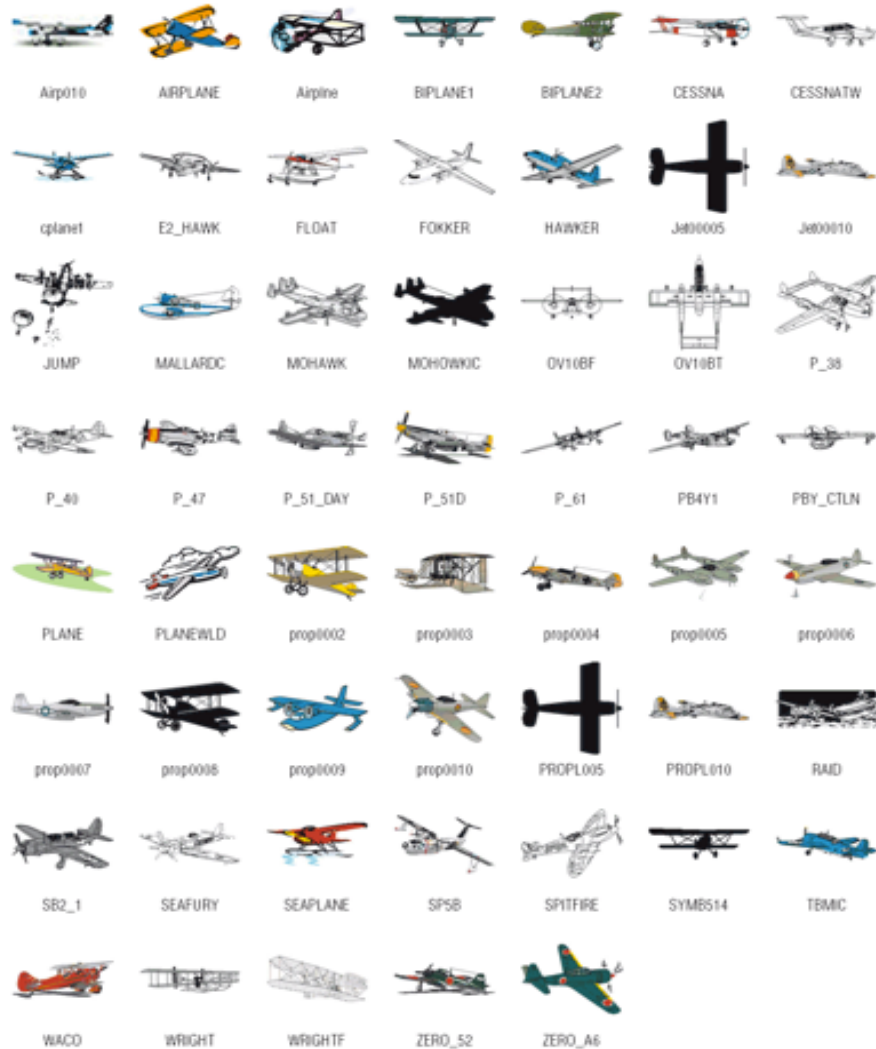 Airp010 AIRPLANE Airplne BIPLANE1 BIPLANE2 CESSNA CESSNATW
cplane1 E2_HAWK FLOAT FOKKER HAWKER Jet00005 Jet00010
JUMP MALLARDC MOHAWK MOHOWKIC OV10BF OV10BT P_38
P_40 P_47 P_51_DAY P_51D P_61 PB4Y1 PBY_CTLN
PLANE PLANEWLD prop0002 prop0003 prop0004 prop0005 prop0006
prop0007 prop0008 prop0009 prop0010 PROPL005 PROPL010 RAID
SB2_1 SEAFURY SEAPLANE SP5B SPITFIRE SYMB514 TBMIC
WACO WRIGHT WRIGHTF ZERO_52 ZERO_A6